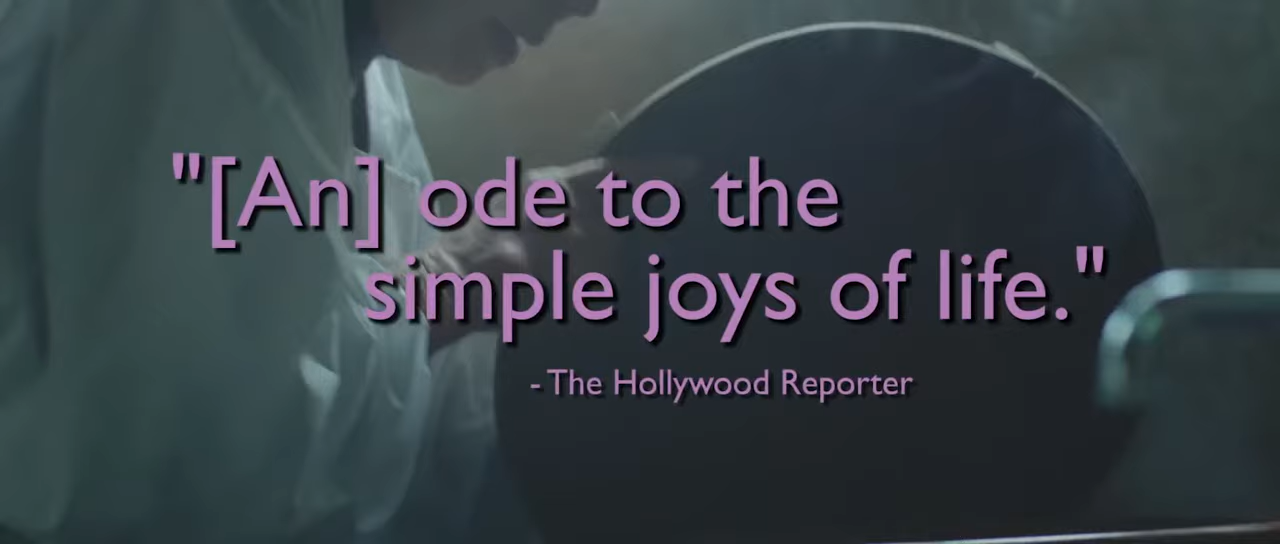 "[An] ode to the
simple joys of life."
- The Hollywood Reporter